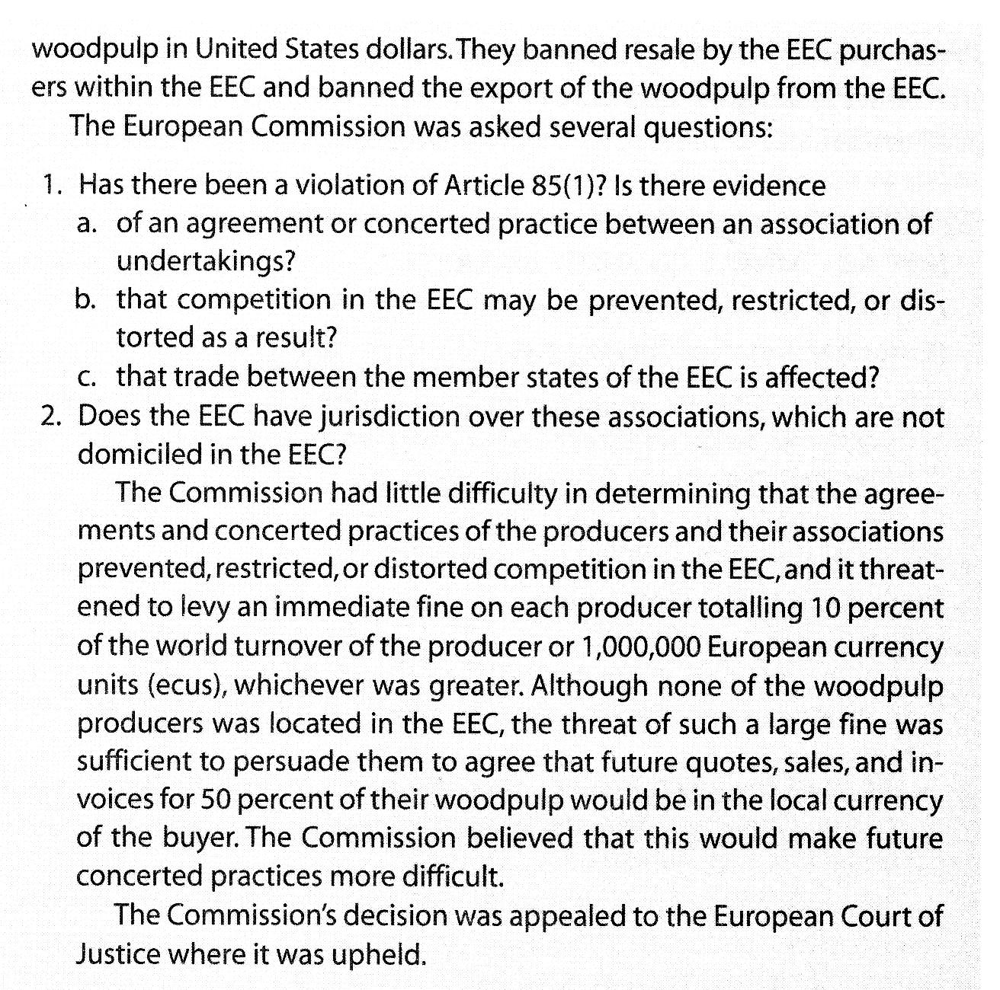 woodpulp in United States dollars. They banned resale by the EEC purchas-
ers within the EEC and banned the export of the woodpulp from the EEC.
The European Commission was asked several questions:
1. Has there been a violation of Article 85(1)? Is there evidence
a. of an agreement or concerted practice between an association of
undertakings?
b. that competition in the EEC may be prevented, restricted, or dis-
torted as a result?
c. that trade between the member states of the EEC is affected?
2. Does the EEC have jurisdiction over these associations, which are not
domiciled in the EEC?
The Commission had little difficulty in determining that the agree-
ments and concerted practices of the producers and their associations
prevented, restricted, or distorted competition in the EEC, and it threat-
ened to levy an immediate fine on each producer totalling 10 percent
of the world turnover of the producer or 1,000,000 European currency
units (ecus), whichever was greater. Although none of the woodpulp
producers was located in the EEC, the threat of such a large fine was
sufficient to persuade them to agree that future quotes, sales, and in-
voices for 50 percent of their woodpulp would be in the local currency
of the buyer. The Commission believed that this would make future
concerted practices more difficult.
The Commission's decision was appealed to the European Court of
Justice where it was upheld.